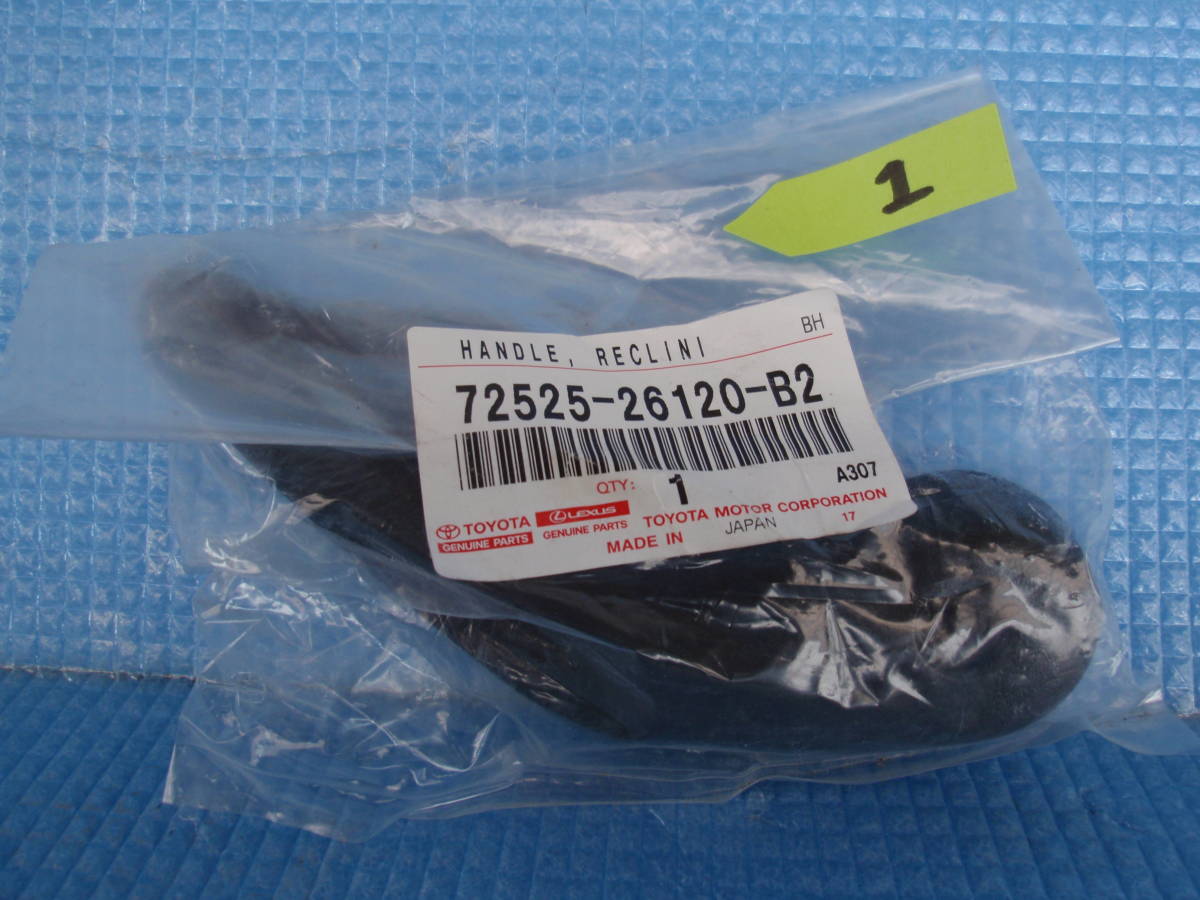 1
HANDLE, RECLINI BH
72525-26120-B2
QTY: 1 A307
TOYOTA GENUINE PARTS LEXUS GENUINE PARTS TOYOTA MOTOR CORPORATION
MADE IN JAPAN 17